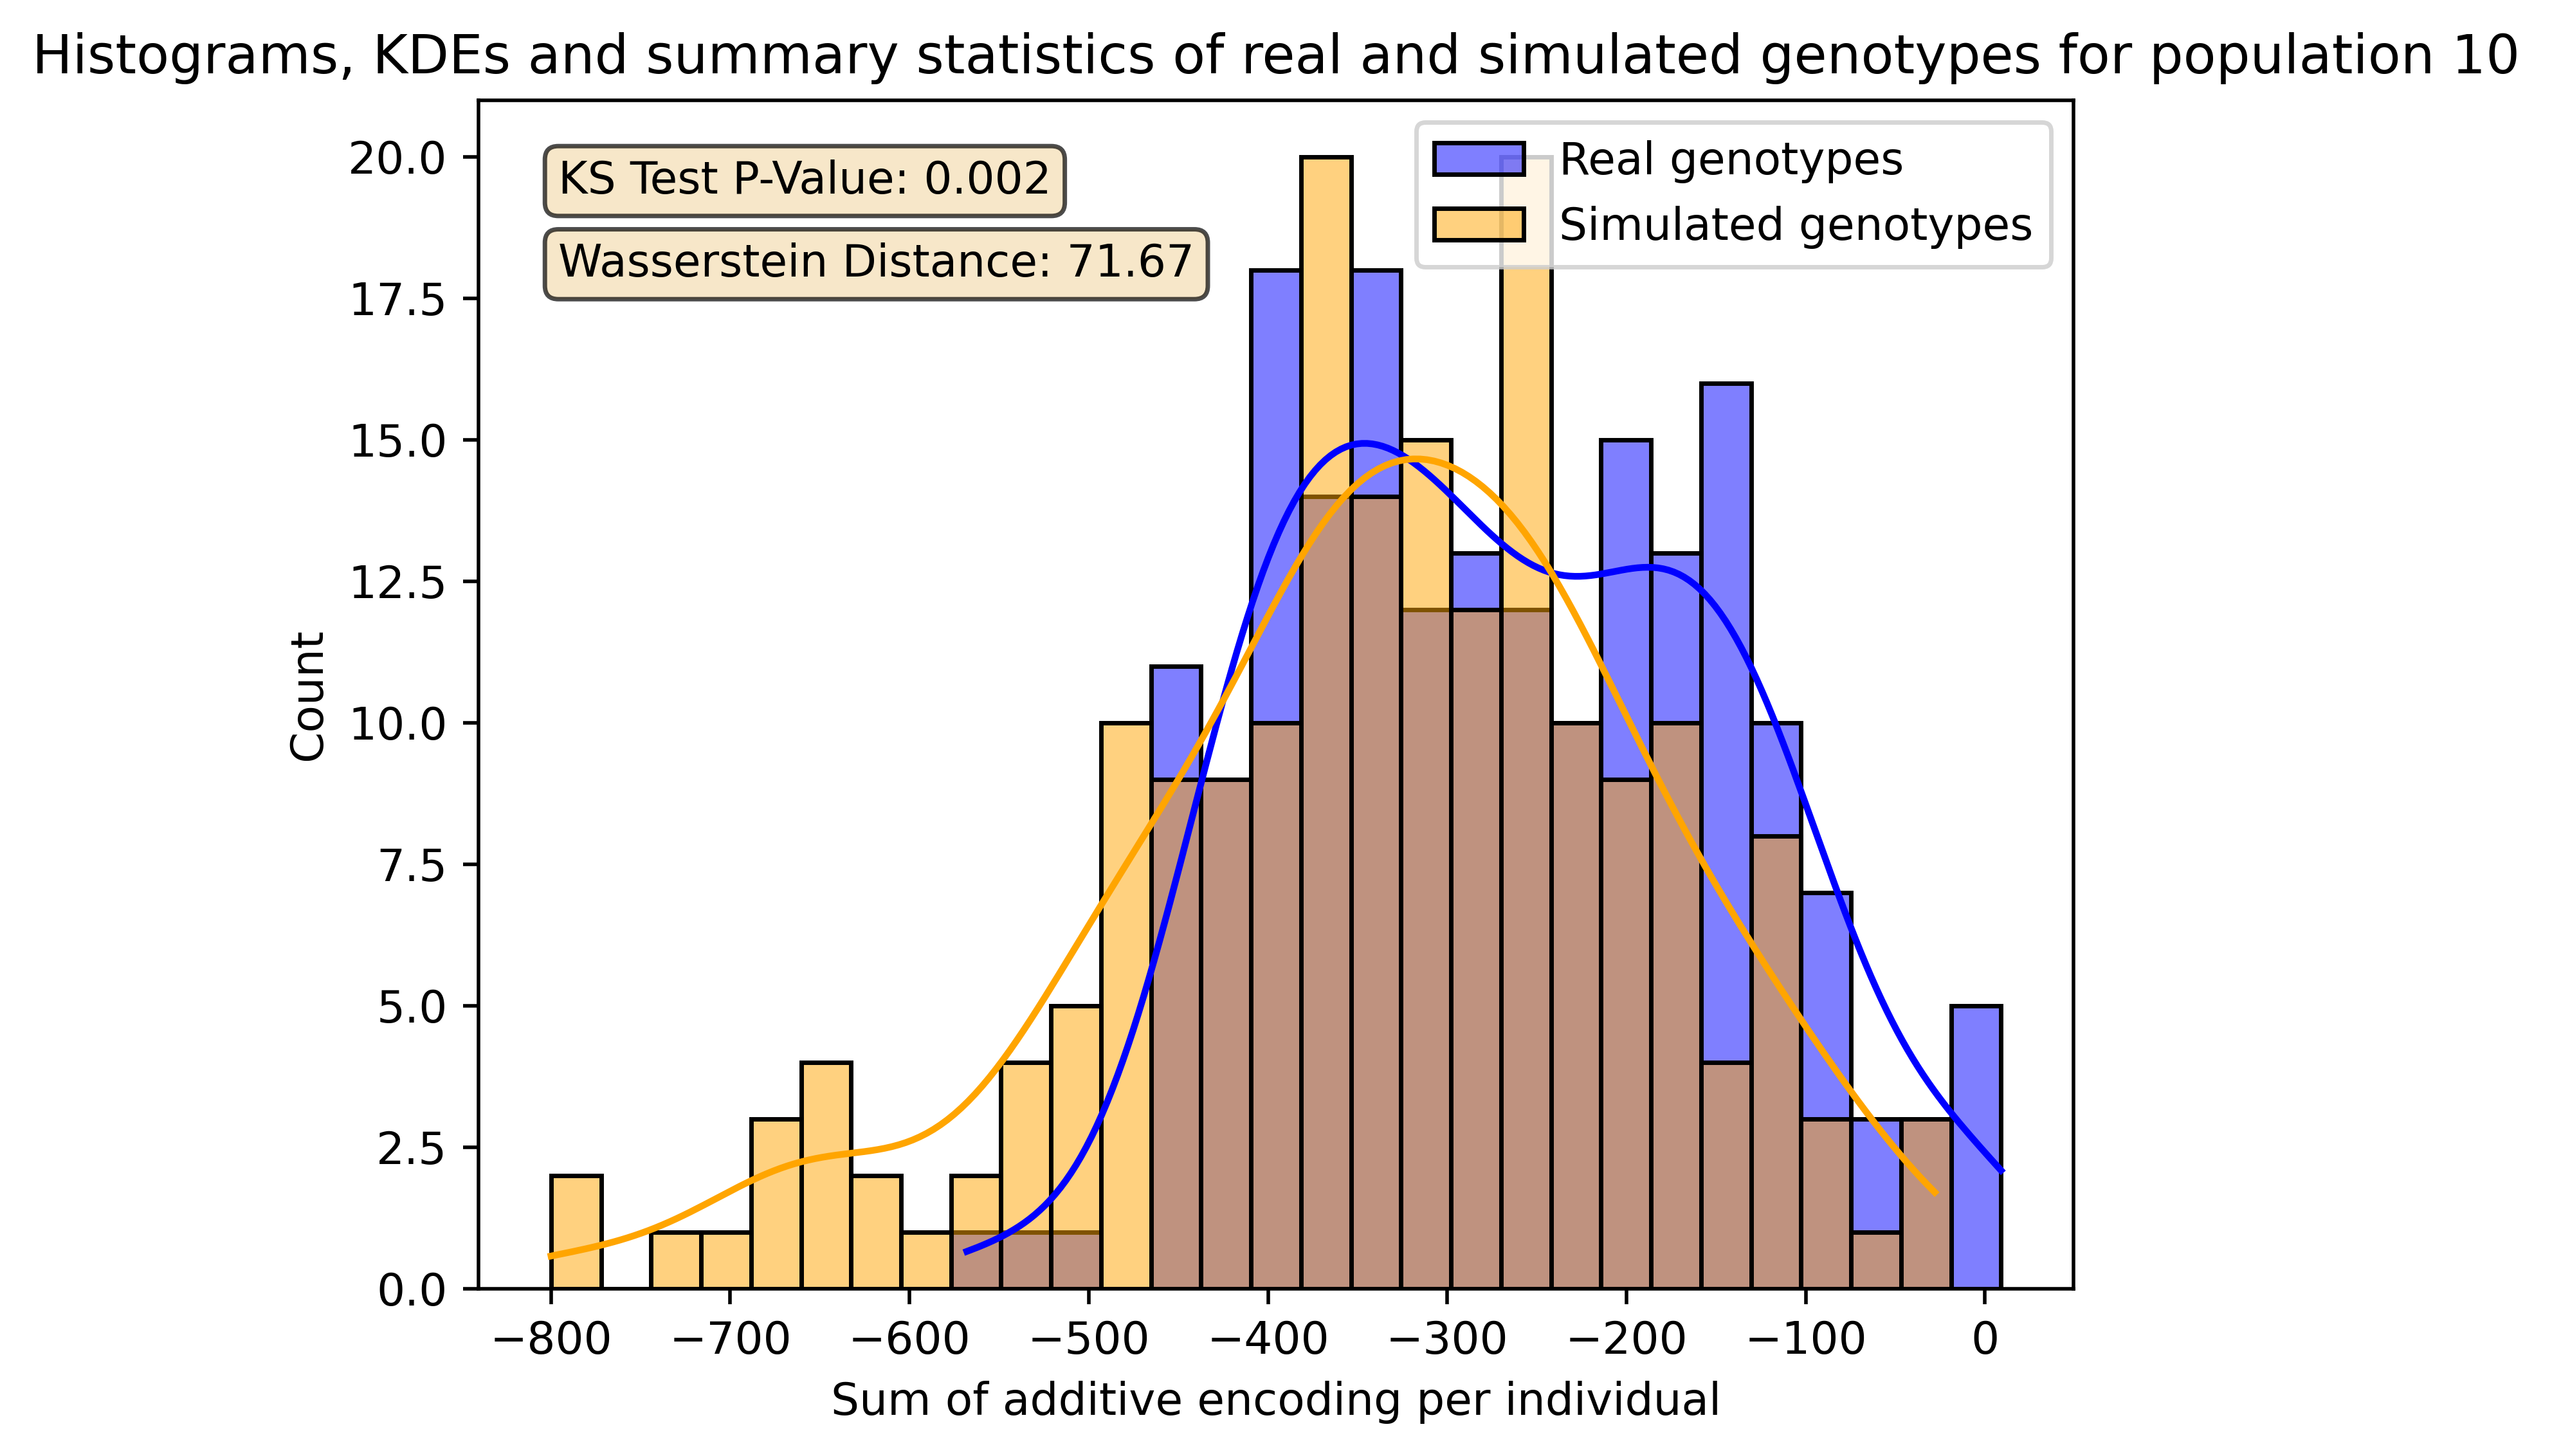 Histograms, KDEs and summary statistics of real and simulated genotypes for population 10
KS Test P-Value: 0.002
Wasserstein Distance: 71.67
Real genotypes
Simulated genotypes
Count
20.0
17.5
15.0
12.5
10.0
7.5
5.0
2.5
0.0
−800 −700 −600 −500 −400 −300 −200 −100 0
Sum of additive encoding per individual